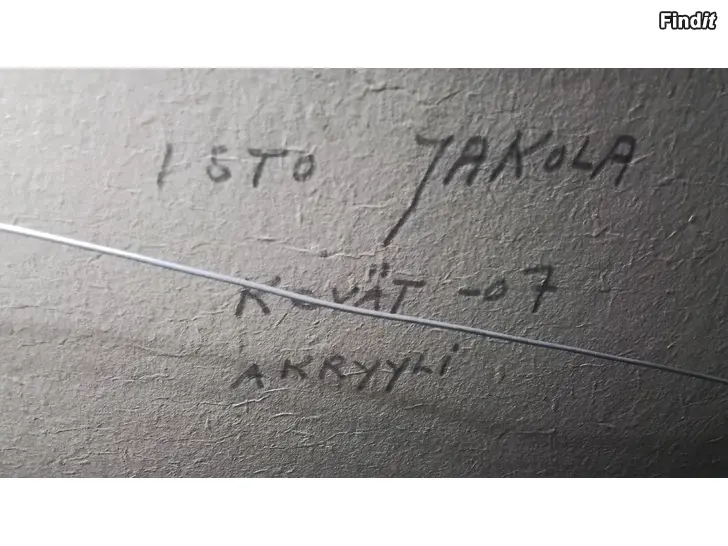 Findit
ISTO JAKOLA
KEVÄT -07
AKRYYLI